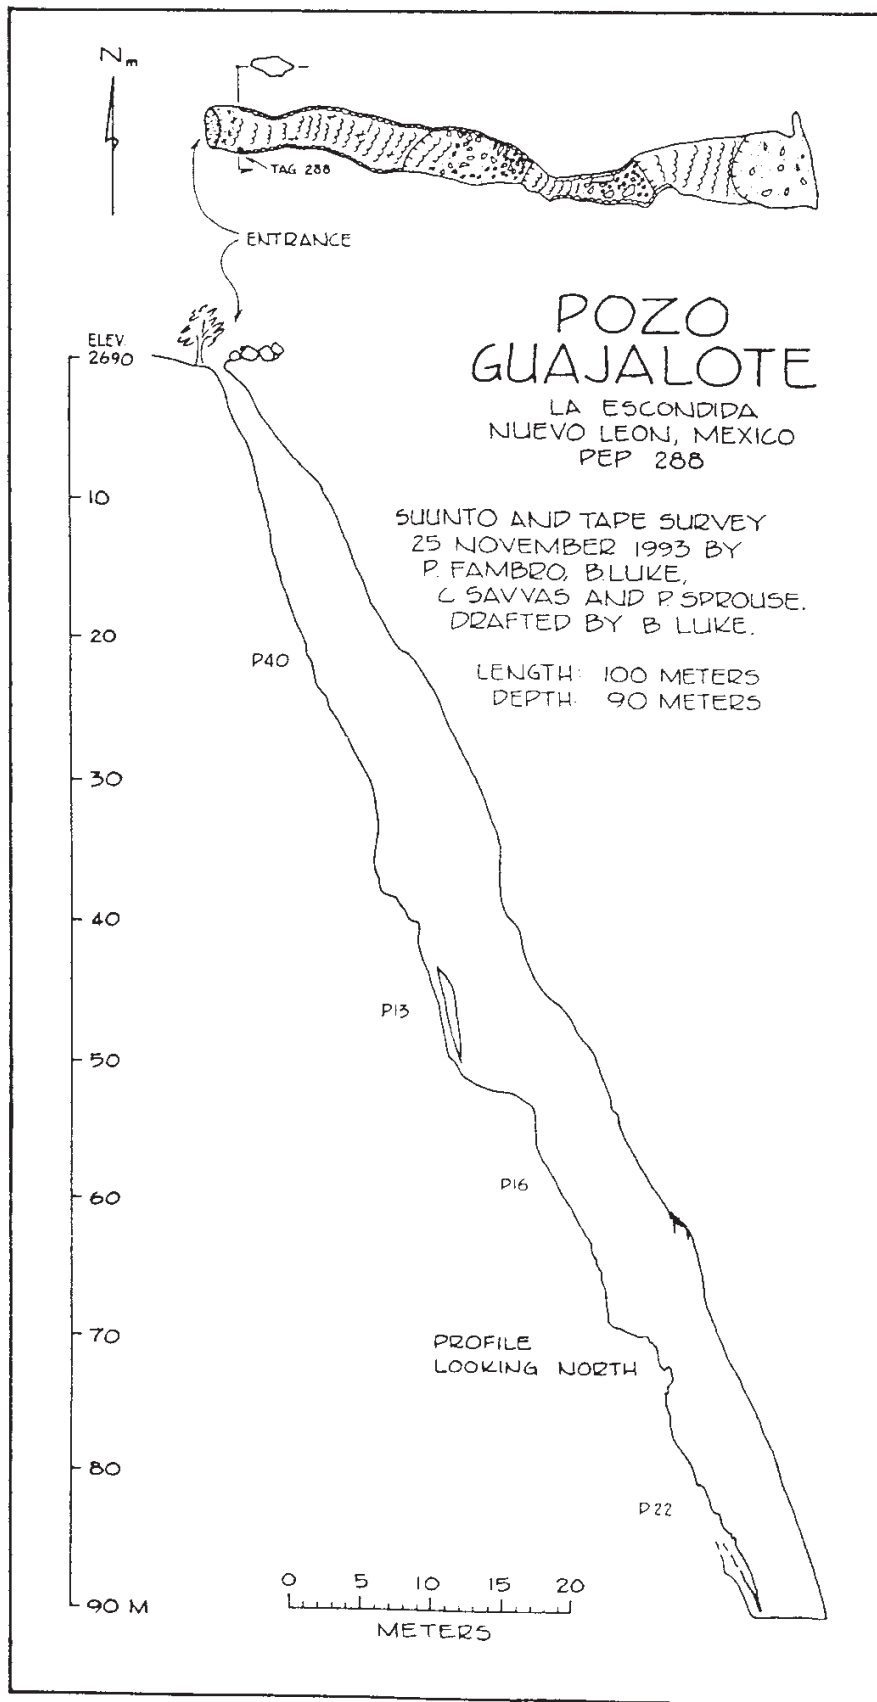 Nm
TAG 288
ENTRANCE
POZO
GUAJALOTE
LA ESCONDIDA
NUEVO LEON, MEXICO
PEP 288
ELEV.
2690
10
20
30
40
50
60
70
80
90 M
SUUNTO AND TAPE SURVEY
25 NOVEMBER 1993 BY
P. FAMBRO, B. LUKE,
C SAVVAS AND P. SPROUSE.
DRAFTED BY B LUKE.
LENGTH: 100 METERS
DEPTH: 90 METERS
P40
P13
P16
PROFILE
LOOKING NORTH
P22
0 5 10 15 20
METERS